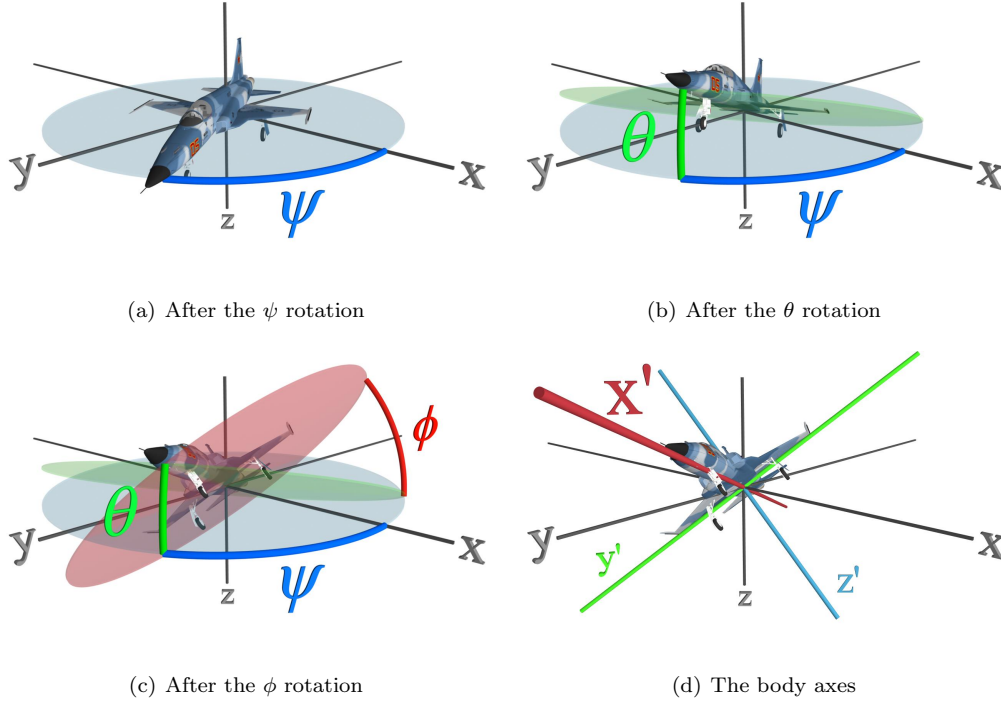 y
x
z
ψ
(a) After the ψ rotation
θ
y
x
z
ψ
(b) After the θ rotation
ϕ
θ
y
x
z
ψ
(c) After the ϕ rotation
x'
y
x
y'
z'
z
(d) The body axes